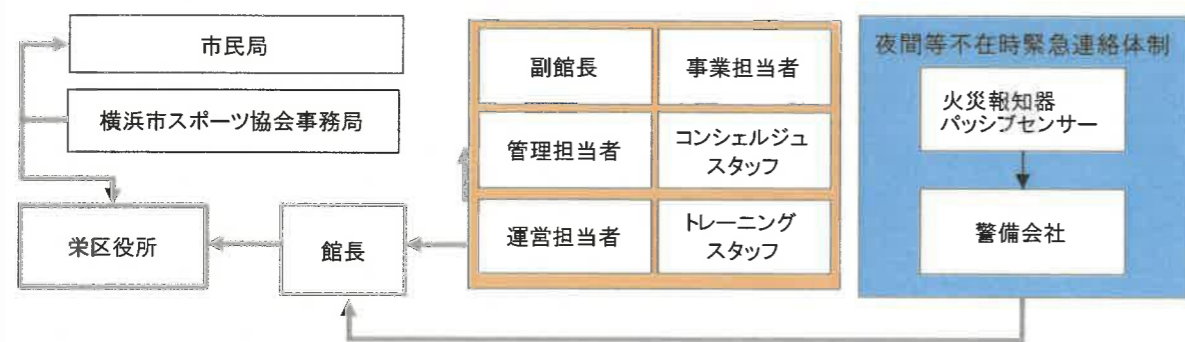 市民局
横浜市スポーツ協会事務局
栄区役所
館長
副館長
事業担当者
管理担当者
コンシェルジュ
スタッフ
運営担当者
トレーニング
スタッフ
夜間等不在時緊急連絡体制
火災報知器
パッシブセンサー
警備会社